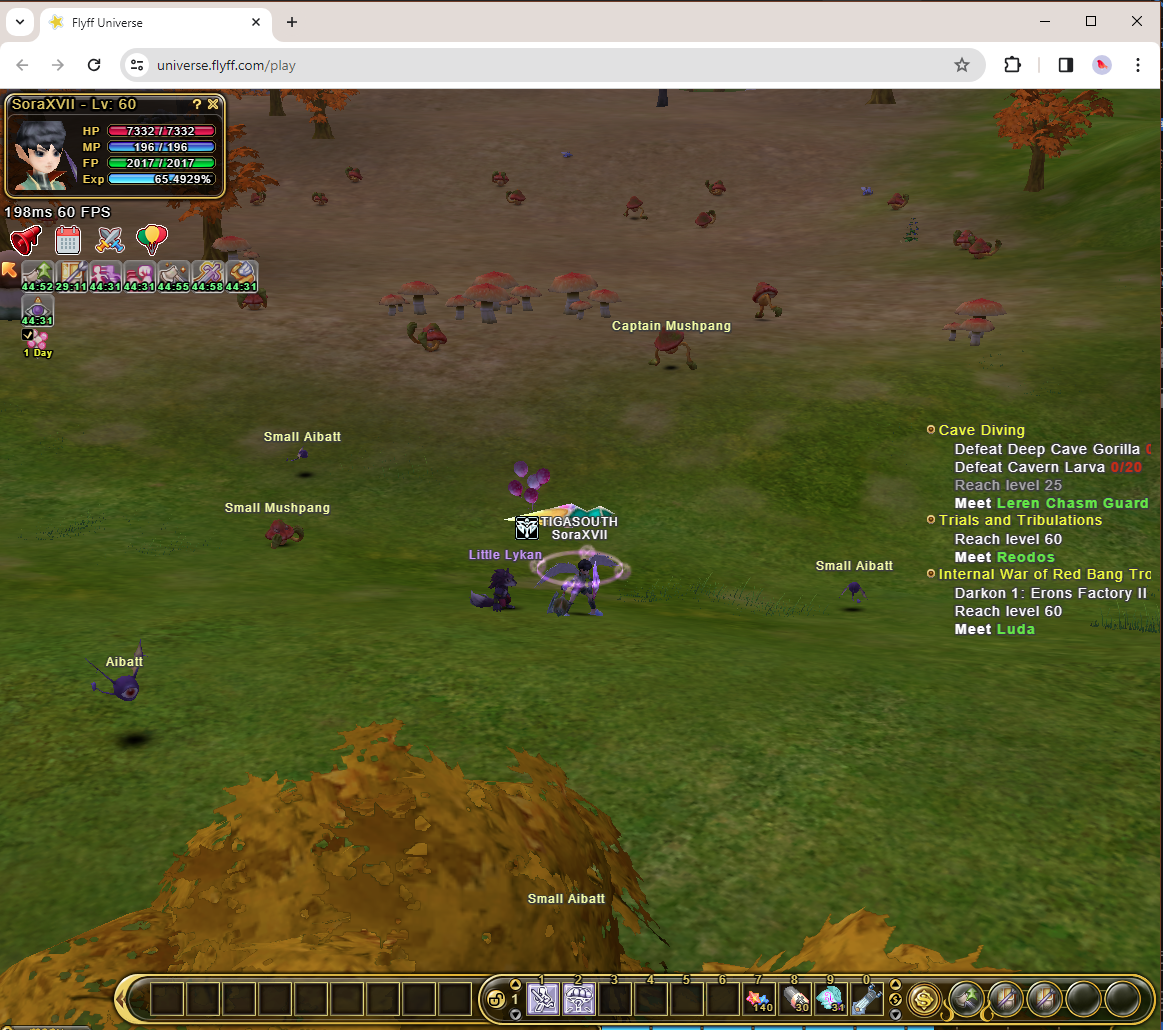 Flyff Universe
universe.flyff.com/play
SoraXVII - Lv: 60
? X
HP 7332 / 7332
MP 196 / 196
FP 2017 / 2017
Exp 65.4929%
198ms 60 FPS
44:52 29:11 44:31 44:31 44:55 44:58 44:31
44:31
1 Day
Captain Mushpang
Small Aibatt
Small Mushpang
TIGASOUTH
SoraXVII
Little Lykan
Small Aibatt
Aibatt
Small Aibatt
Cave Diving
Defeat Deep Cave Gorilla 0
Defeat Cavern Larva 0/20
Reach level 25
Meet Leren Chasm Guard
Trials and Tribulations
Reach level 60
Meet Reodos
Internal War of Red Bang Tro
Darkon 1: Erons Factory II
Reach level 60
Meet Luda
1 2 3 4 5 6 7 8 9 0
1
140 30 31